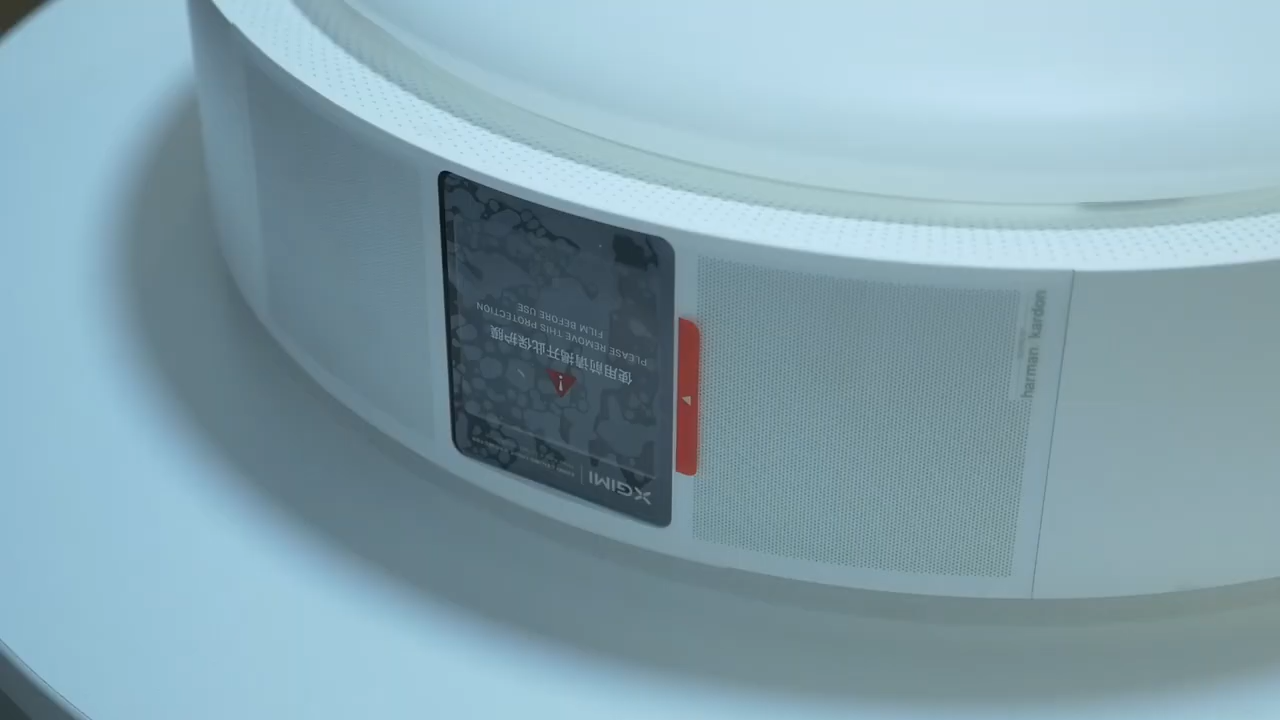 XGIMI
使用前请揭开此保护膜
PLEASE REMOVE THIS PROTECTION
FILM BEFORE USE
harman kardon